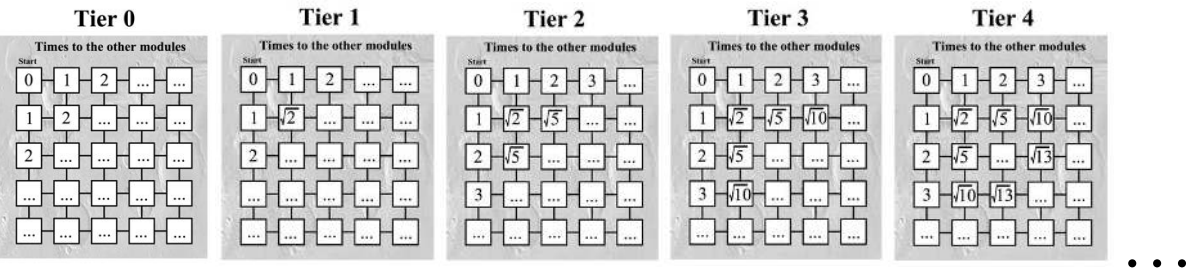 Tier 0 Tier 1 Tier 2 Tier 3 Tier 4
Times to the other modules Times to the other modules Times to the other modules Times to the other modules Times to the other modules
Start Start Start Start Start
0 1 2 ... ... 0 1 2 ... ... 0 1 2 3 ... 0 1 2 3 ... 0 1 2 3 ...
1 2 ... ... ... 1 √2 ... ... ... 1 √2 √5 ... ... 1 √2 √5 √10 ... 1 √2 √5 √10 ...
2 ... ... ... ... 2 ... ... ... ... 2 √5 ... ... ... 2 √5 ... ... ... 2 √5 ... √13 ...
... ... ... ... ... ... ... ... ... ... 3 ... ... ... ... 3 √10 ... ... ... 3 √10 √13 ... ...
... ... ... ... ... ... ... ... ... ... ... ... ... ... ... ... ... ... ... ... ... ... ... ... ...
. . .